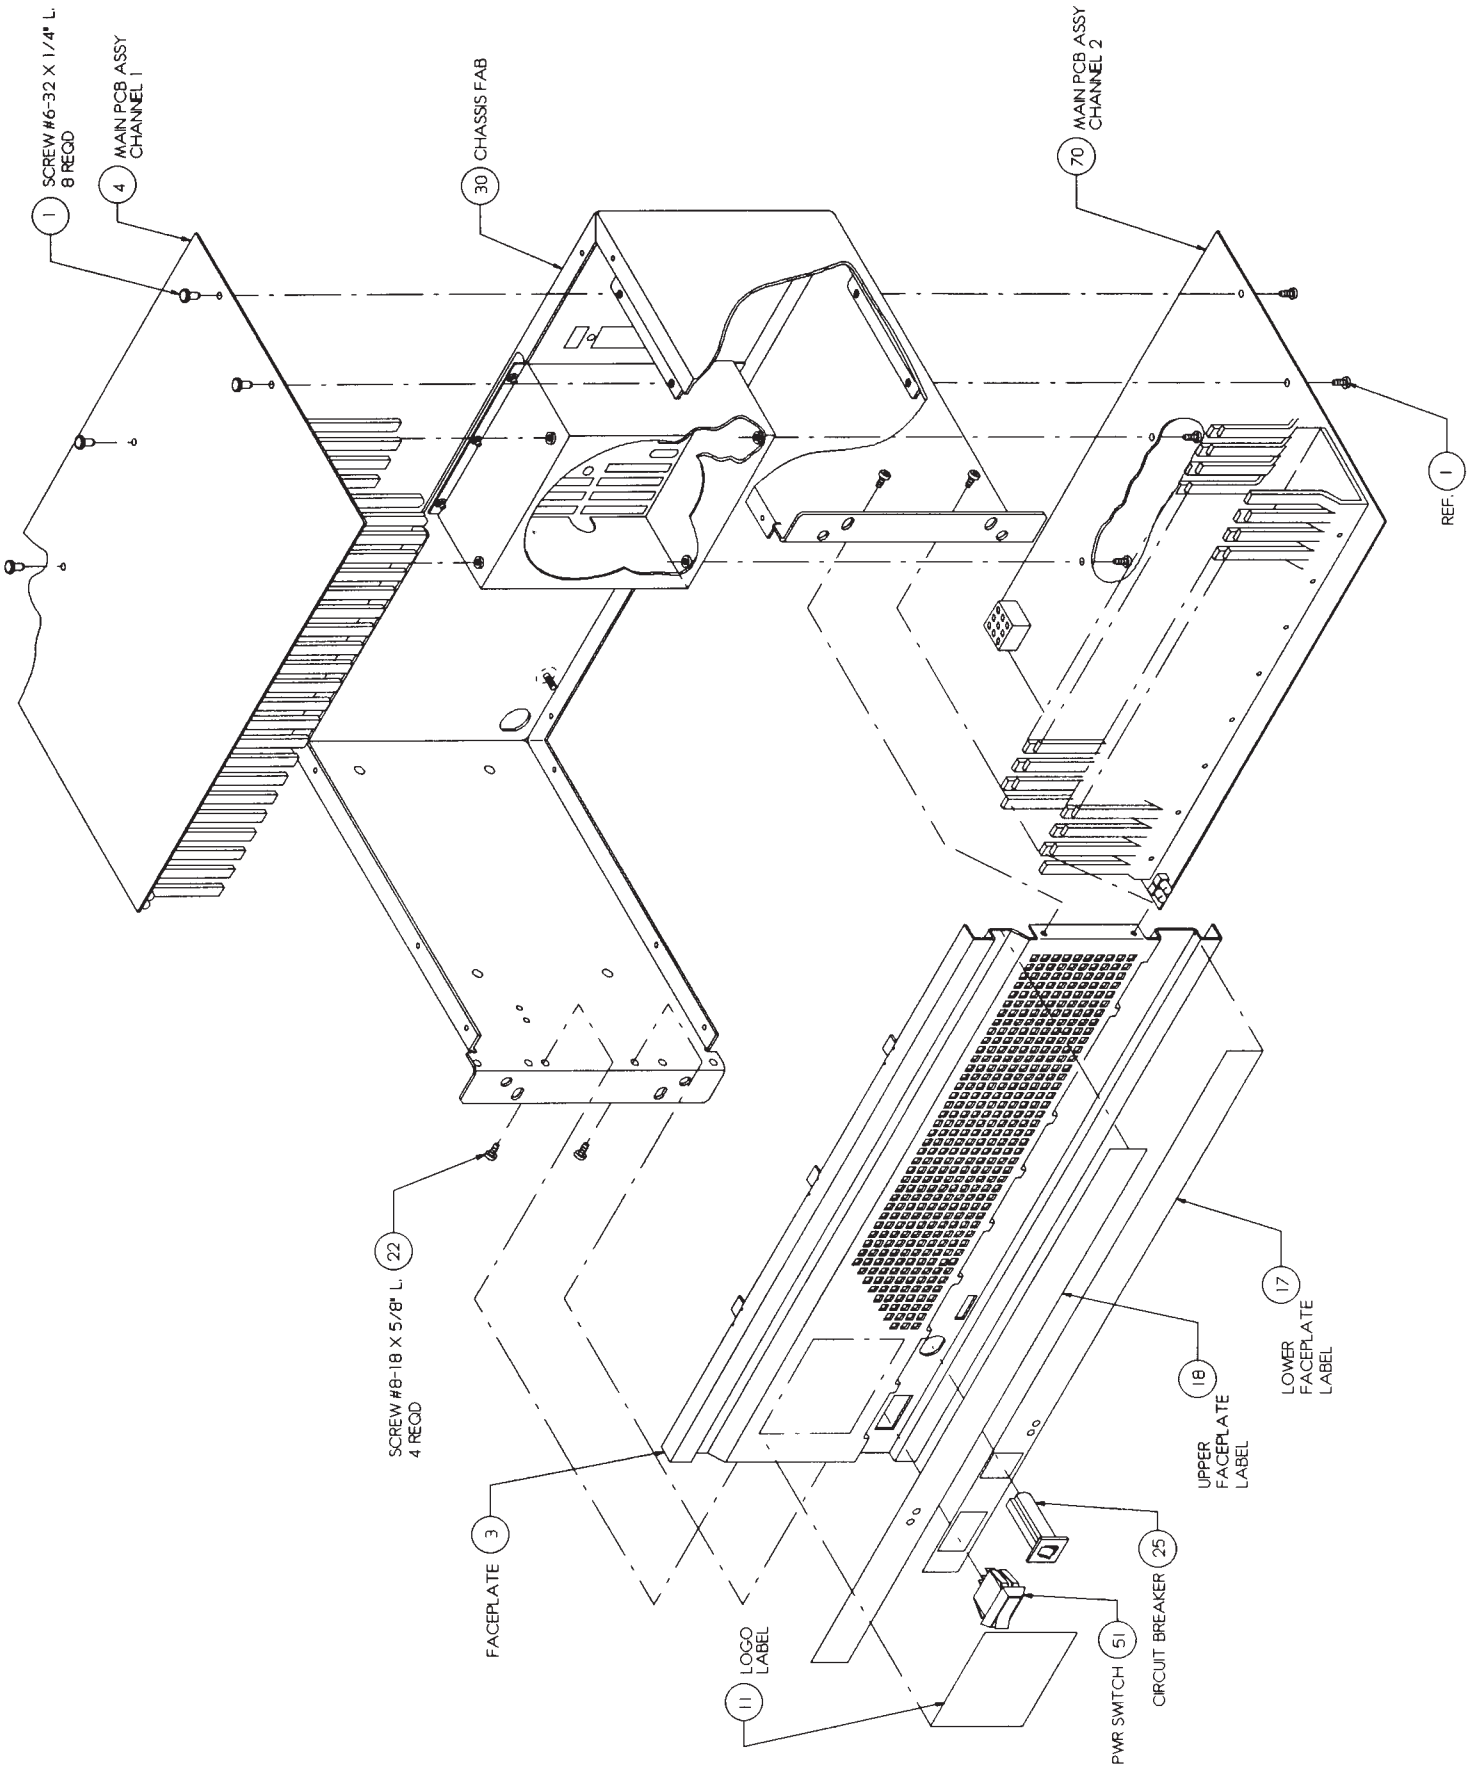 1 SCREW #6-32 X 1/4" L.
8 REQD
4 MAIN PCB ASSY
CHANNEL 1
30 CHASSIS FAB
70 MAIN PCB ASSY
CHANNEL 2
REF. 1
SCREW #8-18 X 5/8" L. 22
4 REQD
FACEPLATE 3
11 LOGO
LABEL
PWR SWITCH 51
CIRCUIT BREAKER 25
18
UPPER
FACEPLATE
LABEL
17
LOWER
FACEPLATE
LABEL